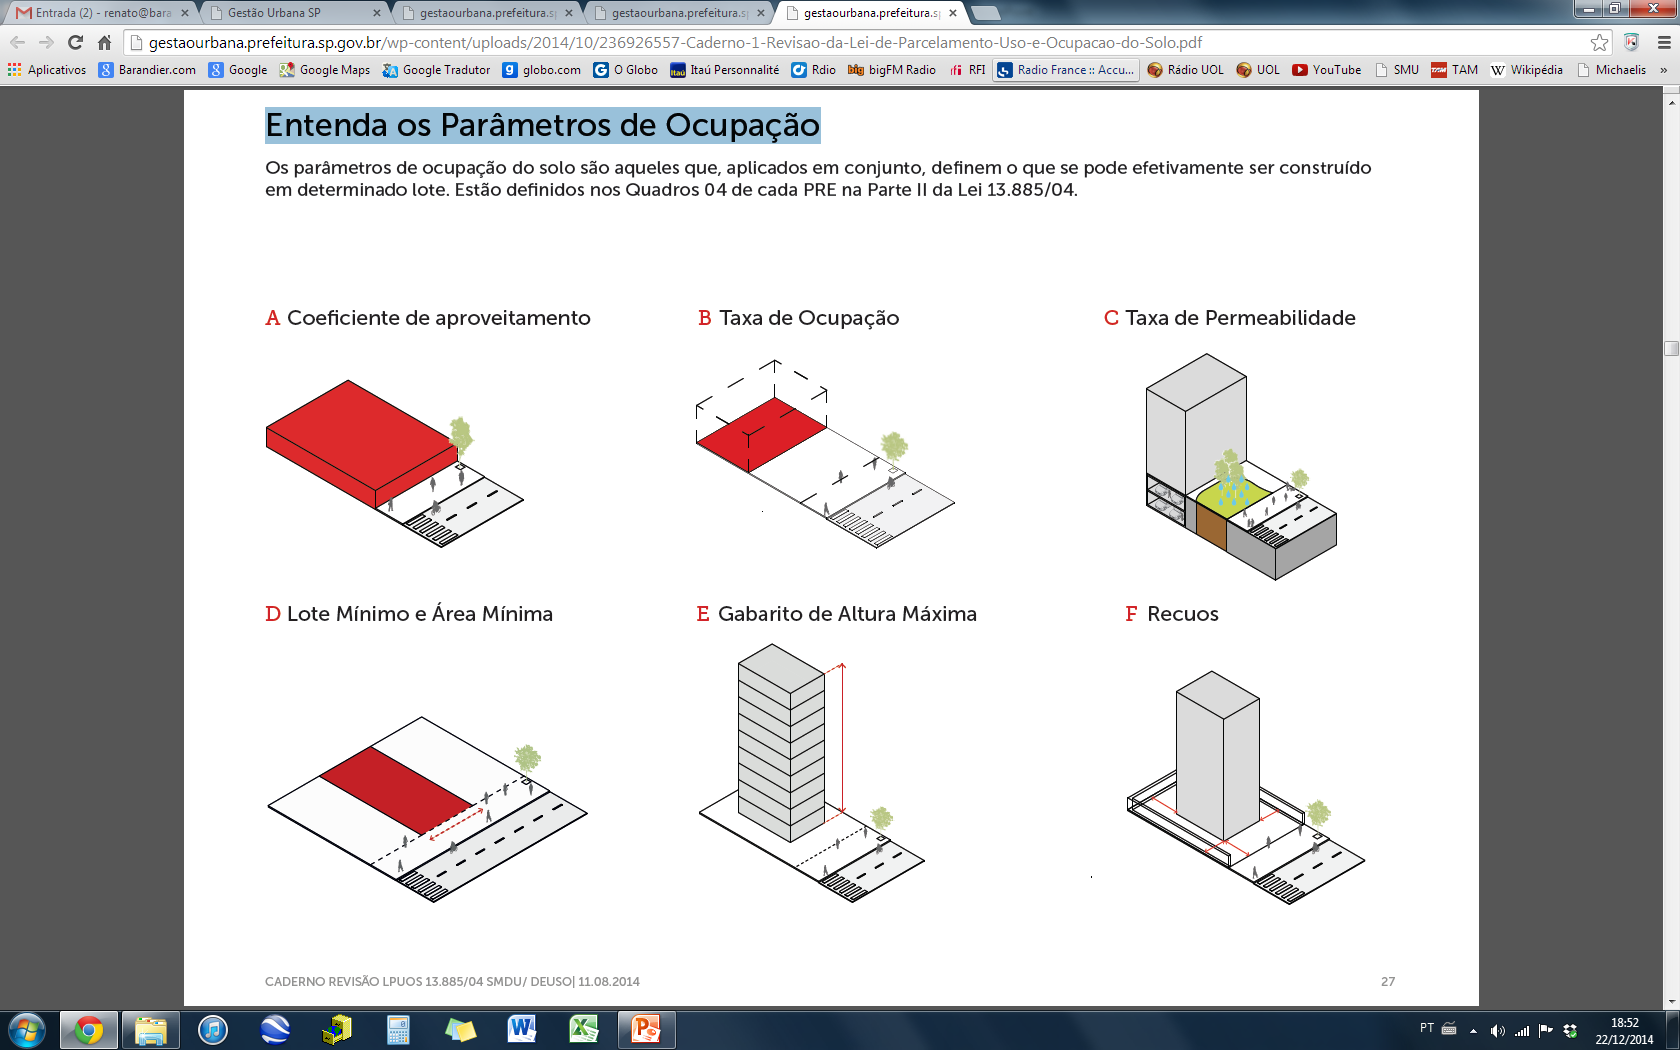 Entrada (2) - renato@bara
Gestão Urbana SP
gestaourbana.prefeitura.s
gestaourbana.prefeitura.s
gestaourbana.prefeitura.s
gestaourbana.prefeitura.sp.gov.br/wp-content/uploads/2014/10/236926557-Caderno-1-Revisao-da-Lei-de-Parcelamento-Uso-e-Ocupacao-do-Solo.pdf
Aplicativos Barandier.com Google Google Maps Google Tradutor globo.com O Globo Itaú Personnalité Rdio bigFM Radio RFI Radio France :: Accu... Rádio UOL UOL YouTube SMU TAM Wikipédia Michaelis »
Entenda os Parâmetros de Ocupação
Os parâmetros de ocupação do solo são aqueles que, aplicados em conjunto, definem o que se pode efetivamente ser construído
em determinado lote. Estão definidos nos Quadros 04 de cada PRE na Parte II da Lei 13.885/04.
A Coeficiente de aproveitamento
B Taxa de Ocupação
C Taxa de Permeabilidade
D Lote Mínimo e Área Mínima
E Gabarito de Altura Máxima
F Recuos
CADERNO REVISÃO LPUOS 13.885/04 SMDU/ DEUSO| 11.08.2014
27
PT
18:52
22/12/2014